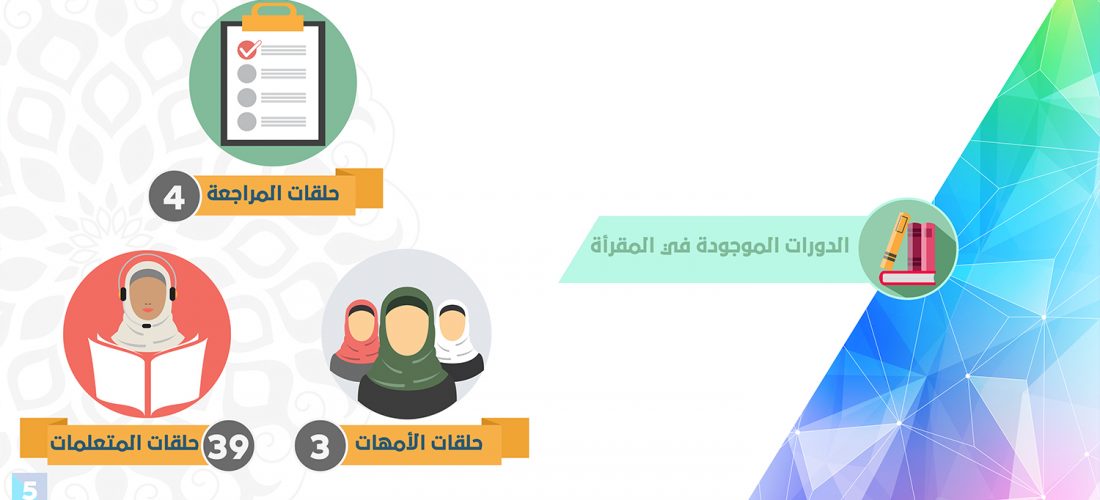 الدورات الموجودة في المقرأة
حلقات المراجعة
4
حلقات الأمهات
3
حلقات المتعلمات
39
5